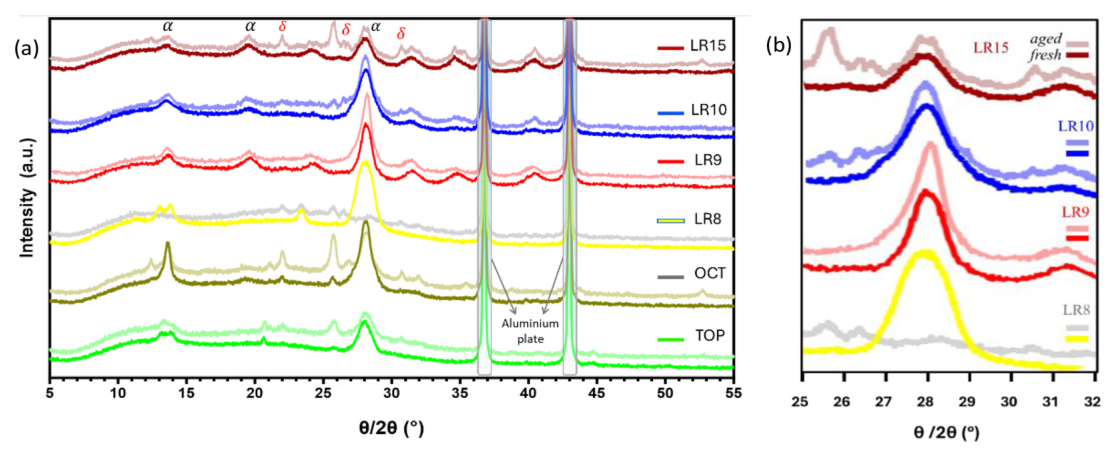 (a)
α
α
δ
δ
α
δ
LR15
LR10
LR9
LR8
OCT
TOP
Aluminium
plate
Intensity (a.u.)
5
10
15
20
25
30
35
40
45
50
55
θ/2θ (°)
(b)
LR15
aged
fresh
LR10
LR9
LR8
25
26
27
28
29
30
31
32
θ /2θ (°)